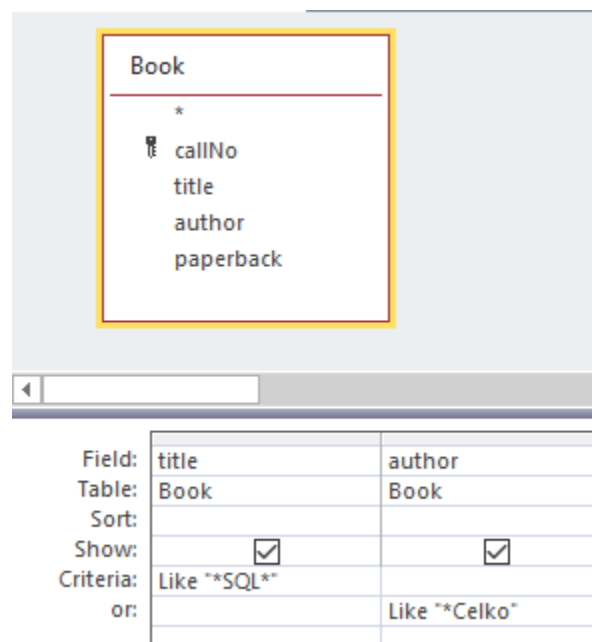 Book
*
callNo
title
author
paperback
Field: title author
Table: Book Book
Sort:
Show:
Criteria: Like "*SQL*"
or: Like "*Celko"